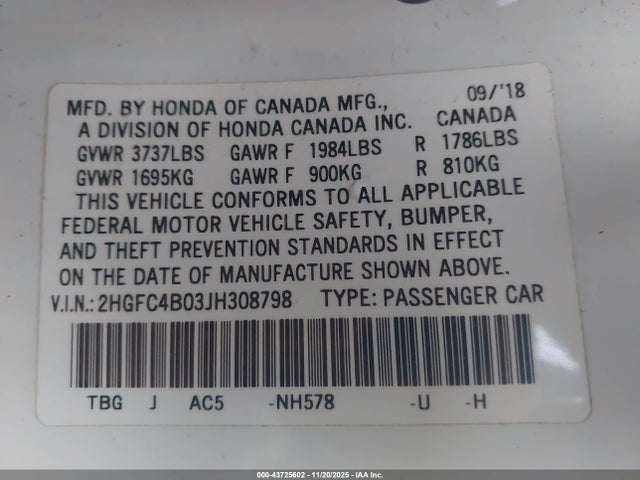 09/'18
MFD. BY HONDA OF CANADA MFG., CANADA
A DIVISION OF HONDA CANADA INC.
GVWR 3737LBS GAWR F 1984LBS R 1786LBS
GVWR 1695KG GAWR F 900KG R 810KG
THIS VEHICLE CONFORMS TO ALL APPLICABLE
FEDERAL MOTOR VEHICLE SAFETY, BUMPER,
AND THEFT PREVENTION STANDARDS IN EFFECT
ON THE DATE OF MANUFACTURE SHOWN ABOVE.
V.I.N.: 2HGFC4B03JH308798 TYPE: PASSENGER CAR
TBG J AC5 -NH578 -U -H
000-43725602 - 11/20/2025 - IAA Inc.